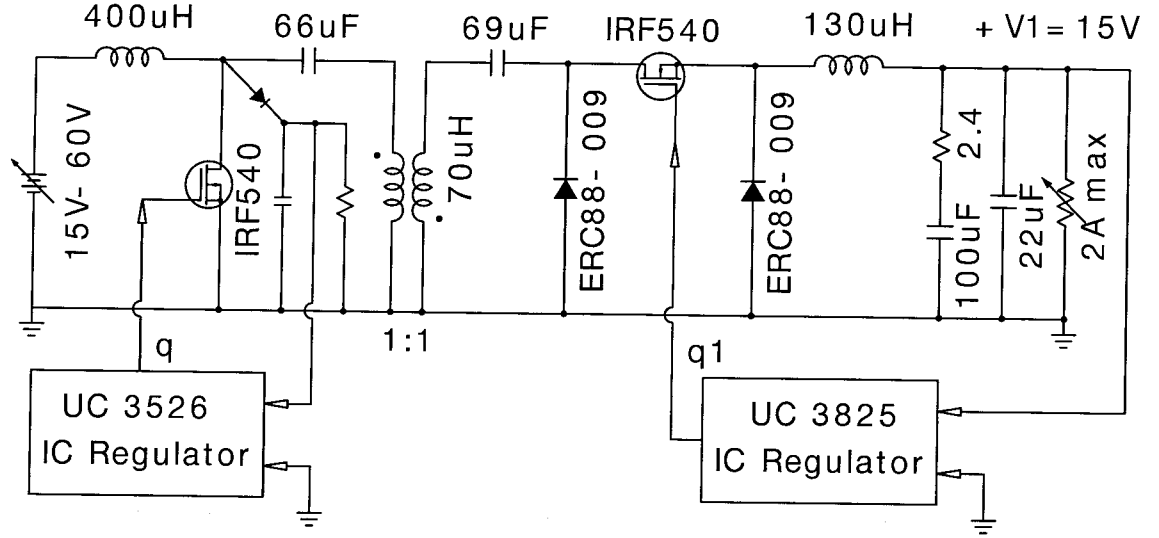 400uH
66uF
69uF
IRF540
130uH
+ V1 = 15V
15V- 60V
IRF540
70uH
ERC88- 009
ERC88- 009
2.4
100uF
22uF
2A max
1:1
q
q1
UC 3526
IC Regulator
UC 3825
IC Regulator